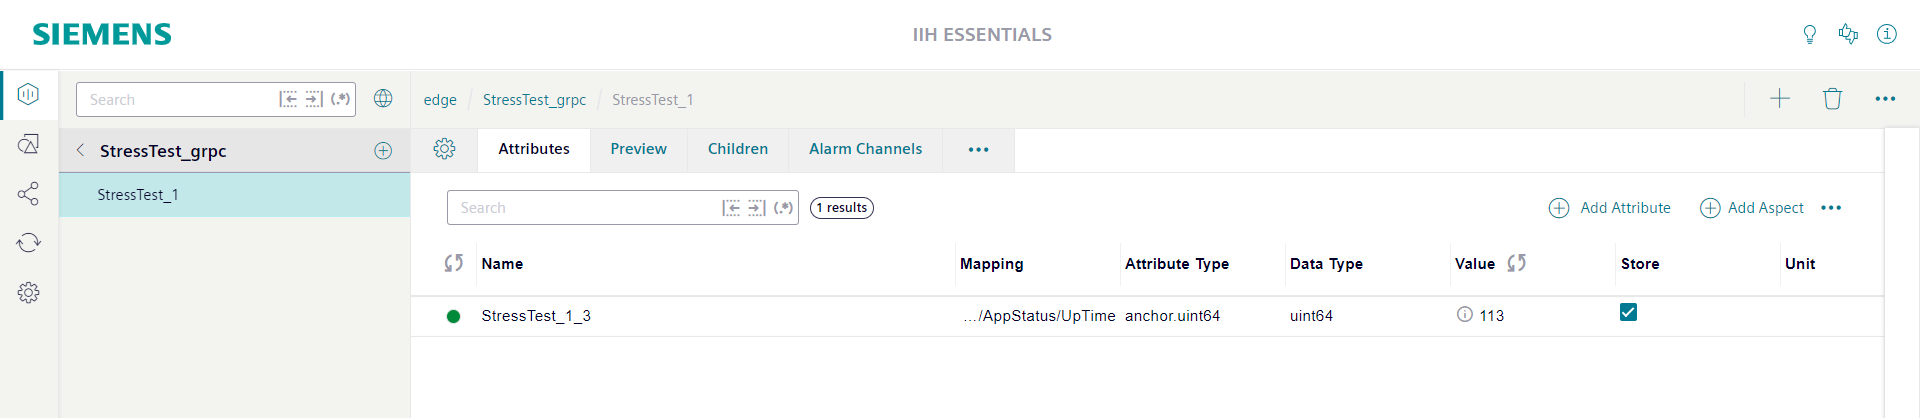 SIEMENS
IIH ESSENTIALS
Search
(.*)
edge
StressTest_grpc
StressTest_1
StressTest_grpc
StressTest_1
Attributes
Preview
Children
Alarm Channels
Search
(.*)
1 results
Add Attribute
Add Aspect
Name
Mapping
Attribute Type
Data Type
Value
Store
Unit
StressTest_1_3
.../AppStatus/UpTime
anchor.uint64
uint64
113